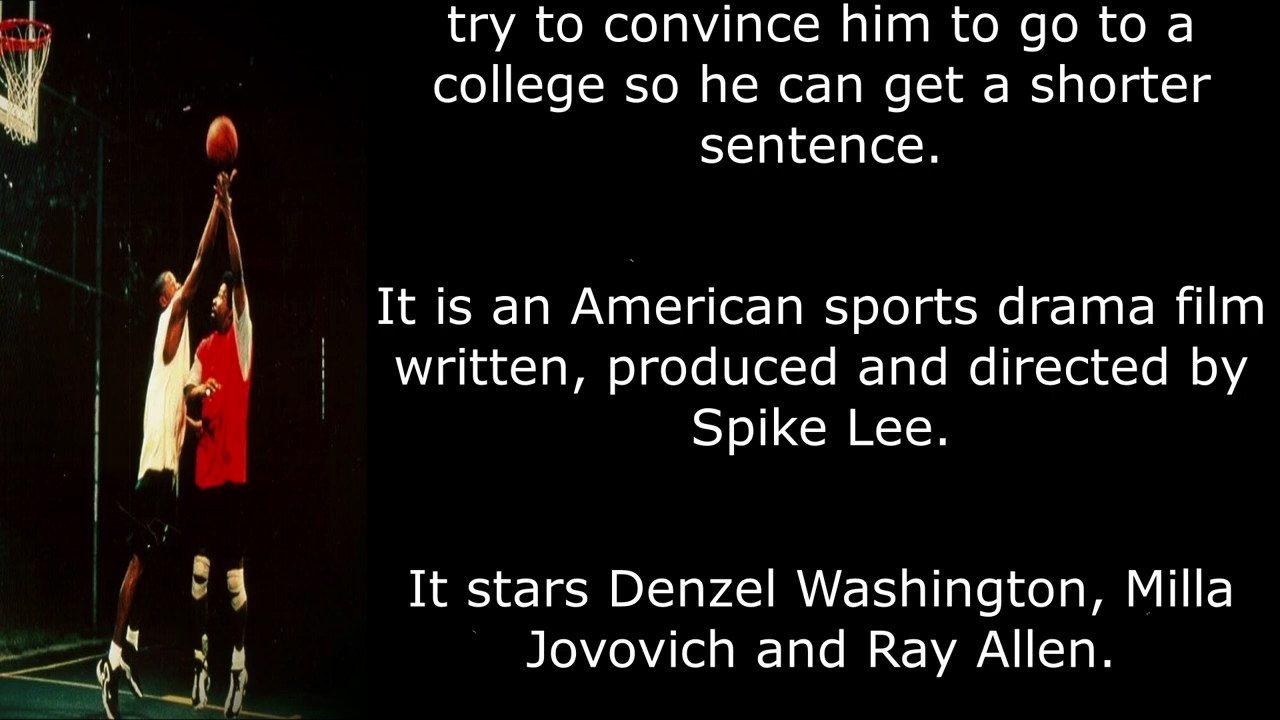 try to convince him to go to a
college so he can get a shorter
sentence.
It is an American sports drama film
written, produced and directed by
Spike Lee.
It stars Denzel Washington, Milla
Jovovich and Ray Allen.